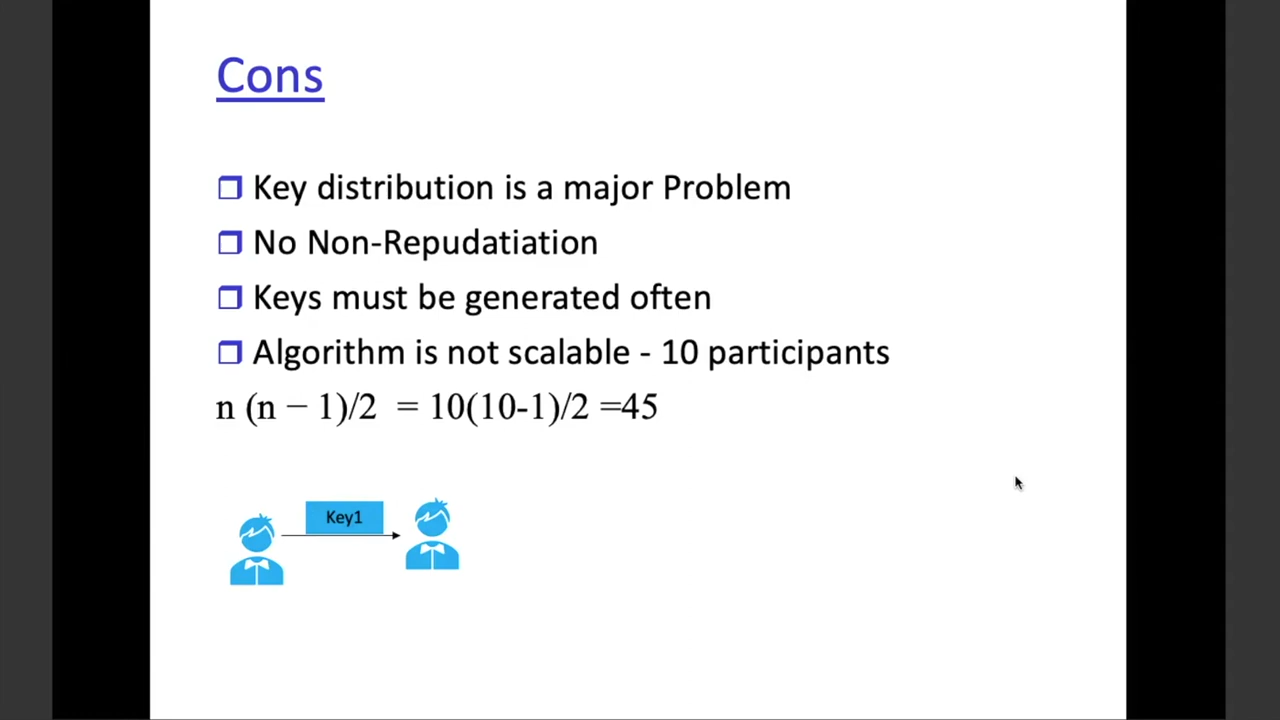 Cons
Key distribution is a major Problem
No Non-Repudatiation
Keys must be generated often
Algorithm is not scalable - 10 participants
n (n − 1)/2 = 10(10-1)/2 =45
Key1